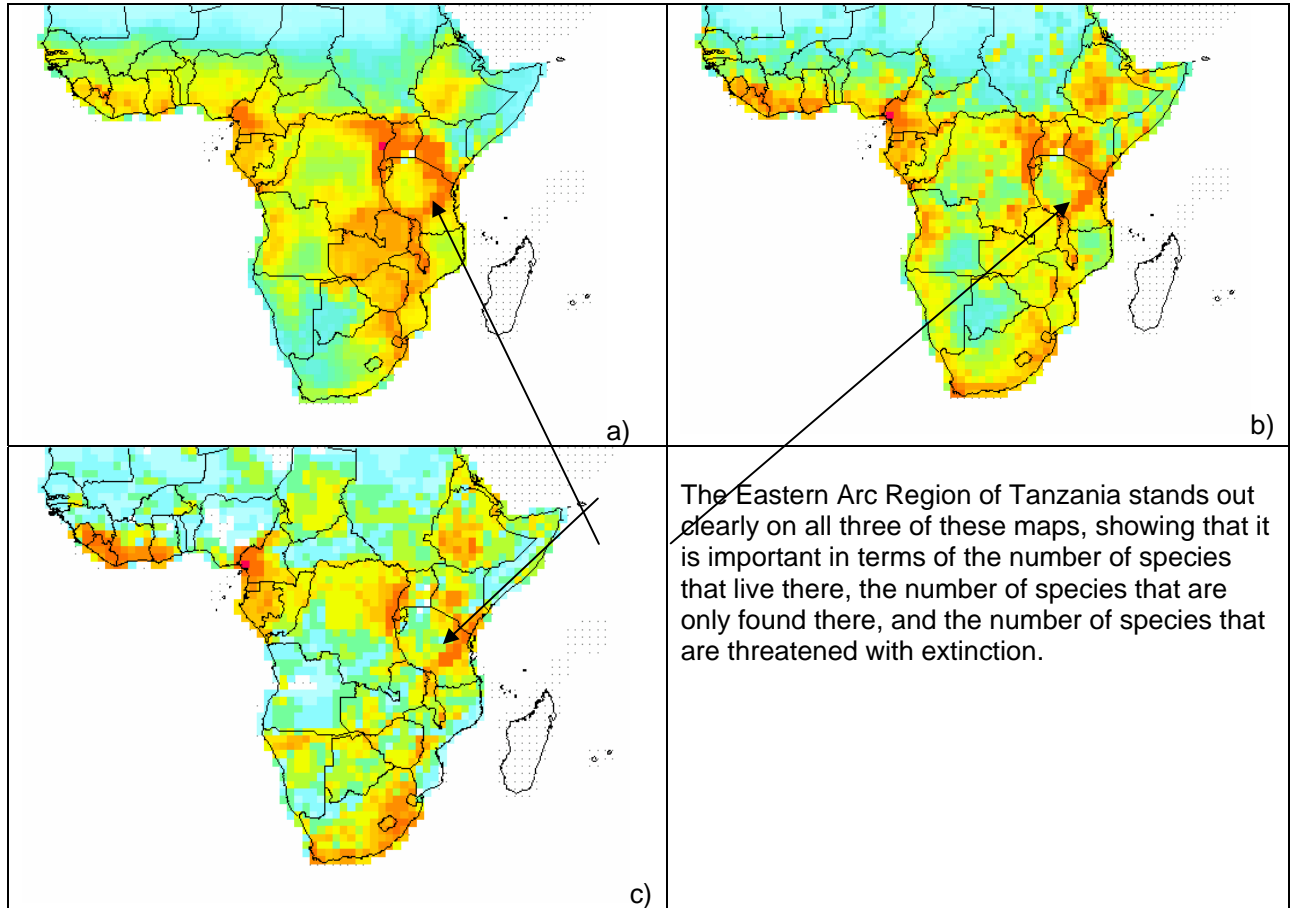 a)
b)
The Eastern Arc Region of Tanzania stands out
clearly on all three of these maps, showing that it
is important in terms of the number of species
that live there, the number of species that are
only found there, and the number of species that
are threatened with extinction.
c)